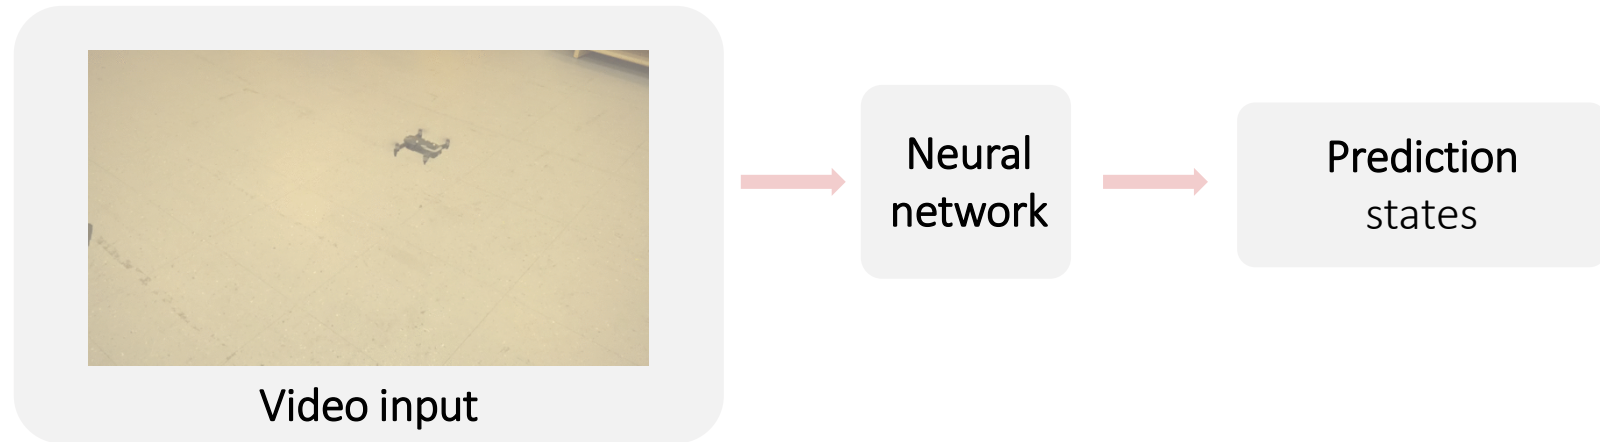 Video input
Neural
network
Prediction
states